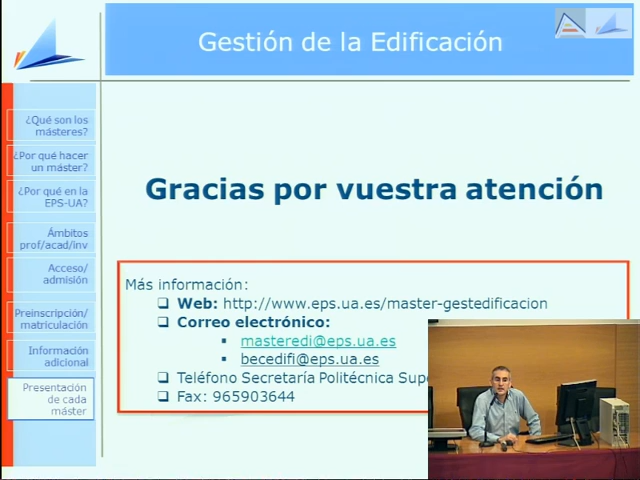 Gestión de la Edificación
¿Qué son los
másteres?
¿Por qué hacer
un máster?
¿Por qué en la
EPS-UA?
Ámbitos
prof/acad/inv
Acceso/
admisión
Preinscripción/
matriculación
Información
adicional
Presentación
de cada
máster
Gracias por vuestra atención
Más información:
❑ Web: http://www.eps.ua.es/master-gestedificacion
❑ Correo electrónico:
▪ masteredi@eps.ua.es
▪ becedifi@eps.ua.es
❑ Teléfono Secretaría Politécnica
❑ Fax: 965903644